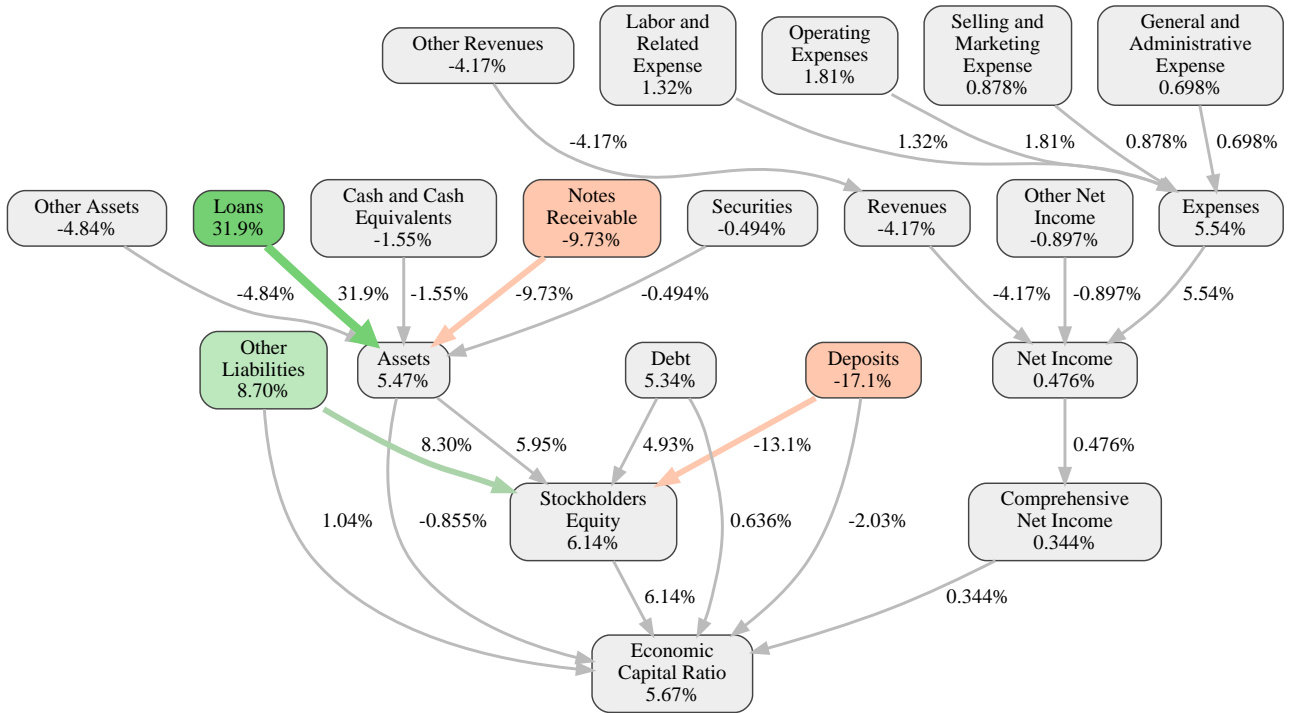 Other Revenues
-4.17%
Labor and
Related
Expense
1.32%
Operating
Expenses
1.81%
Selling and
Marketing
Expense
0.878%
General and
Administrative
Expense
0.698%
-4.17%
1.32%
1.81%
0.878%
0.698%
Other Assets
-4.84%
Loans
31.9%
Cash and Cash
Equivalents
-1.55%
Notes
Receivable
-9.73%
Securities
-0.494%
Revenues
-4.17%
Other Net
Income
-0.897%
Expenses
5.54%
-4.84%
31.9%
-1.55%
-9.73%
-0.494%
-4.17%
-0.897%
5.54%
Other
Liabilities
8.70%
Assets
5.47%
Debt
5.34%
Deposits
-17.1%
Net Income
0.476%
8.30%
5.95%
4.93%
-13.1%
0.476%
Stockholders
Equity
6.14%
Comprehensive
Net Income
0.344%
1.04%
-0.855%
0.636%
-2.03%
6.14%
0.344%
Economic
Capital Ratio
5.67%